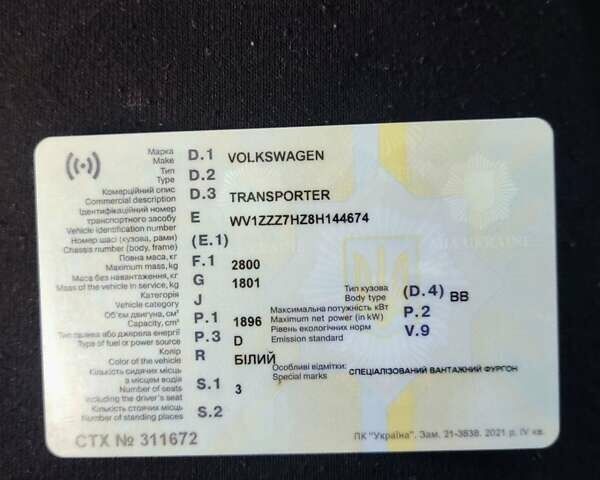 Марка D.1 VOLKSWAGEN
Make
Тип D.2
Type
Комерційний опис D.3 TRANSPORTER
Commercial description
Ідентифікаційний номер
транспортного засобу E WV1ZZZ7HZ8H144674
Vehicle identification number
Номер шасі (кузова, рами) (E.1)
Chassis number (body, frame)
Повна маса, кг F.1 2800
Maximum mass, kg
Маса без навантаження, кг G 1801
Mass of the vehicle in service, kg
Категорія J
Vehicle category
Тип кузова (D.4) BB
Body type
Об'єм двигуна, см³ P.1 1896
Capacity, cm³
Максимальна потужність кВт P.2
Maximum net power (in kW)
Тип палива або джерела енергії P.3 D
Type of fuel or power source
Рівень екологічних норм V.9
Emission standard
Колір R БІЛИЙ
Color of the vehicle
Особливі відмітки: СПЕЦІАЛІЗОВАНИЙ ВАНТАЖНИЙ ФУРГОН
Special marks
Кількість сидячих місць
з місцем водія S.1 3
Number of seats
including the driver's seat
Кількість стоячих місць S.2
Number of standing places
СТХ № 311672
ПК "Україна". Зам. 21-3838. 2021 р. IV кв.